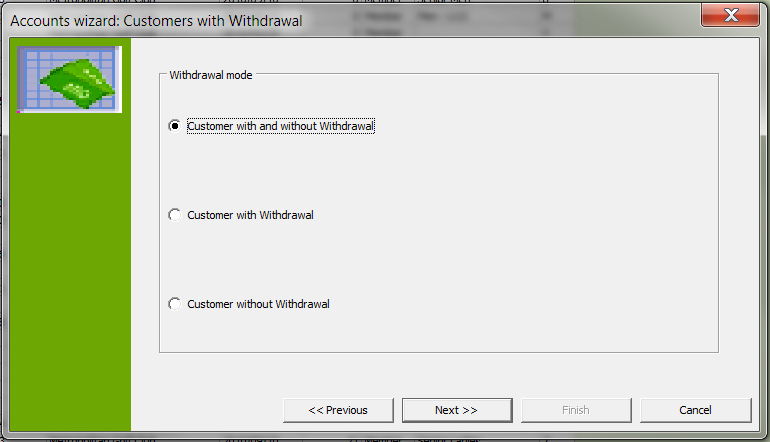 Accounts wizard: Customers with Withdrawal
Withdrawal mode
Customer with and without Withdrawal
Customer with Withdrawal
Customer without Withdrawal
<< Previous
Next >>
Finish
Cancel